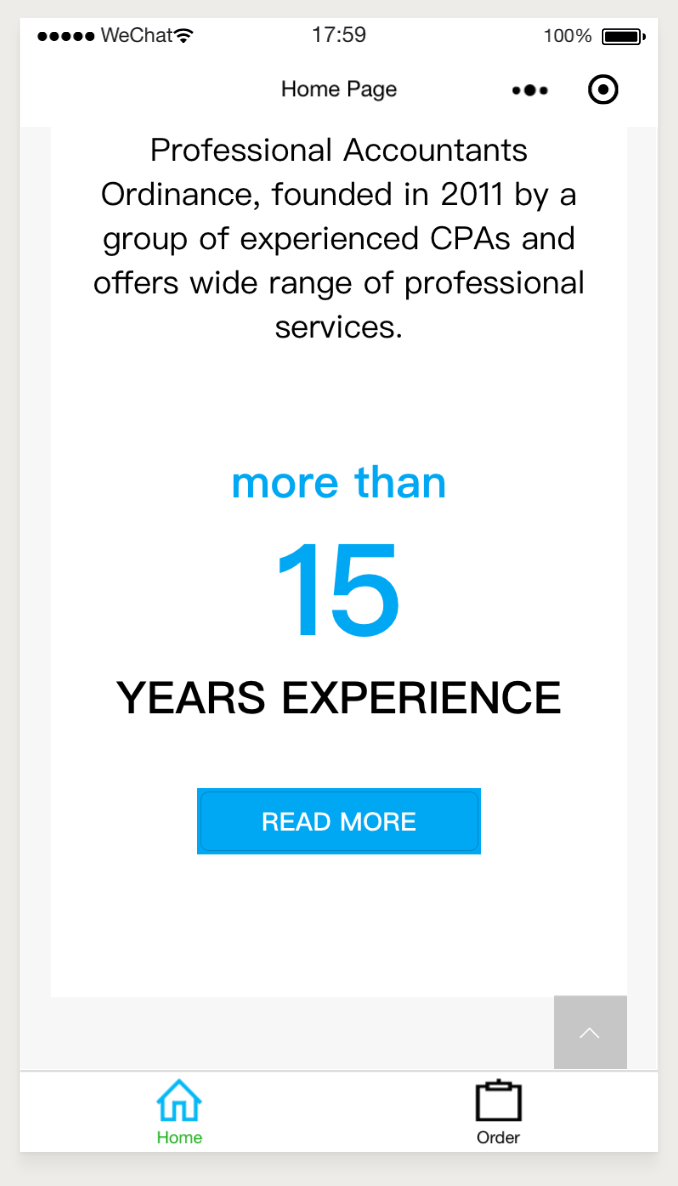 WeChat
17:59
100%
Home Page
Professional Accountants
Ordinance, founded in 2011 by a
group of experienced CPAs and
offers wide range of professional
services.
more than
15
YEARS EXPERIENCE
READ MORE
Home
Order